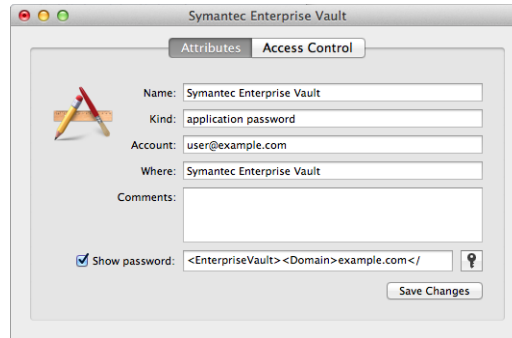 Symantec Enterprise Vault
Attributes Access Control
Name: Symantec Enterprise Vault
Kind: application password
Account: user@example.com
Where: Symantec Enterprise Vault
Comments:
Show password: <EnterpriseVault><Domain>example.com</
Save Changes